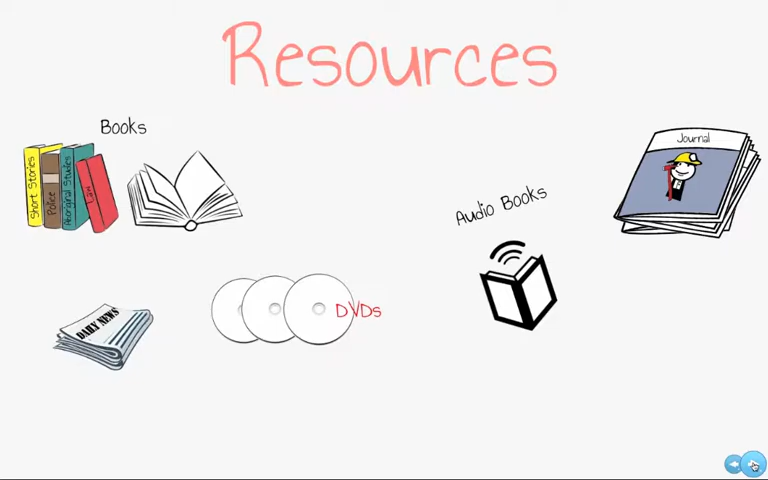 Resources
Books
Short Stories
Police
Aboriginal Studies
Law
Journal
Audio Books
DAILY NEWS
DVDs